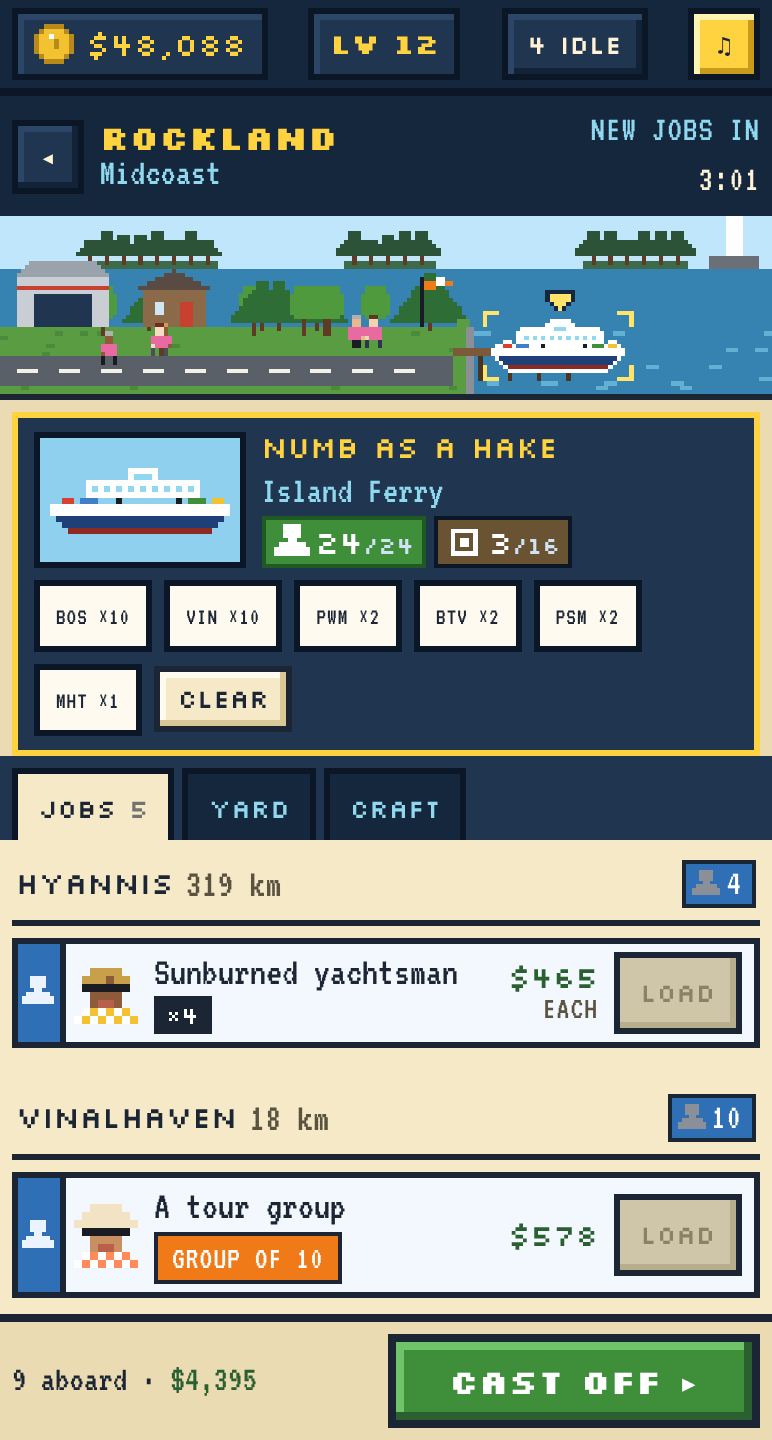 $48,088 LV 12 4 IDLE ♫
◂ ROCKLAND
Midcoast
NEW JOBS IN
3:01
NUMB AS A HAKE
Island Ferry
24/24 3/16
BOS x10 VIN x10 PWM x2 BTV x2 PSM x2
MHT x1 CLEAR
JOBS 5 YARD CRAFT
HYANNIS 319 km 4
Sunburned yachtsman
x4
$465
EACH
LOAD
VINALHAVEN 18 km 10
A tour group
GROUP OF 10
$578
LOAD
9 aboard · $4,395
CAST OFF ▸